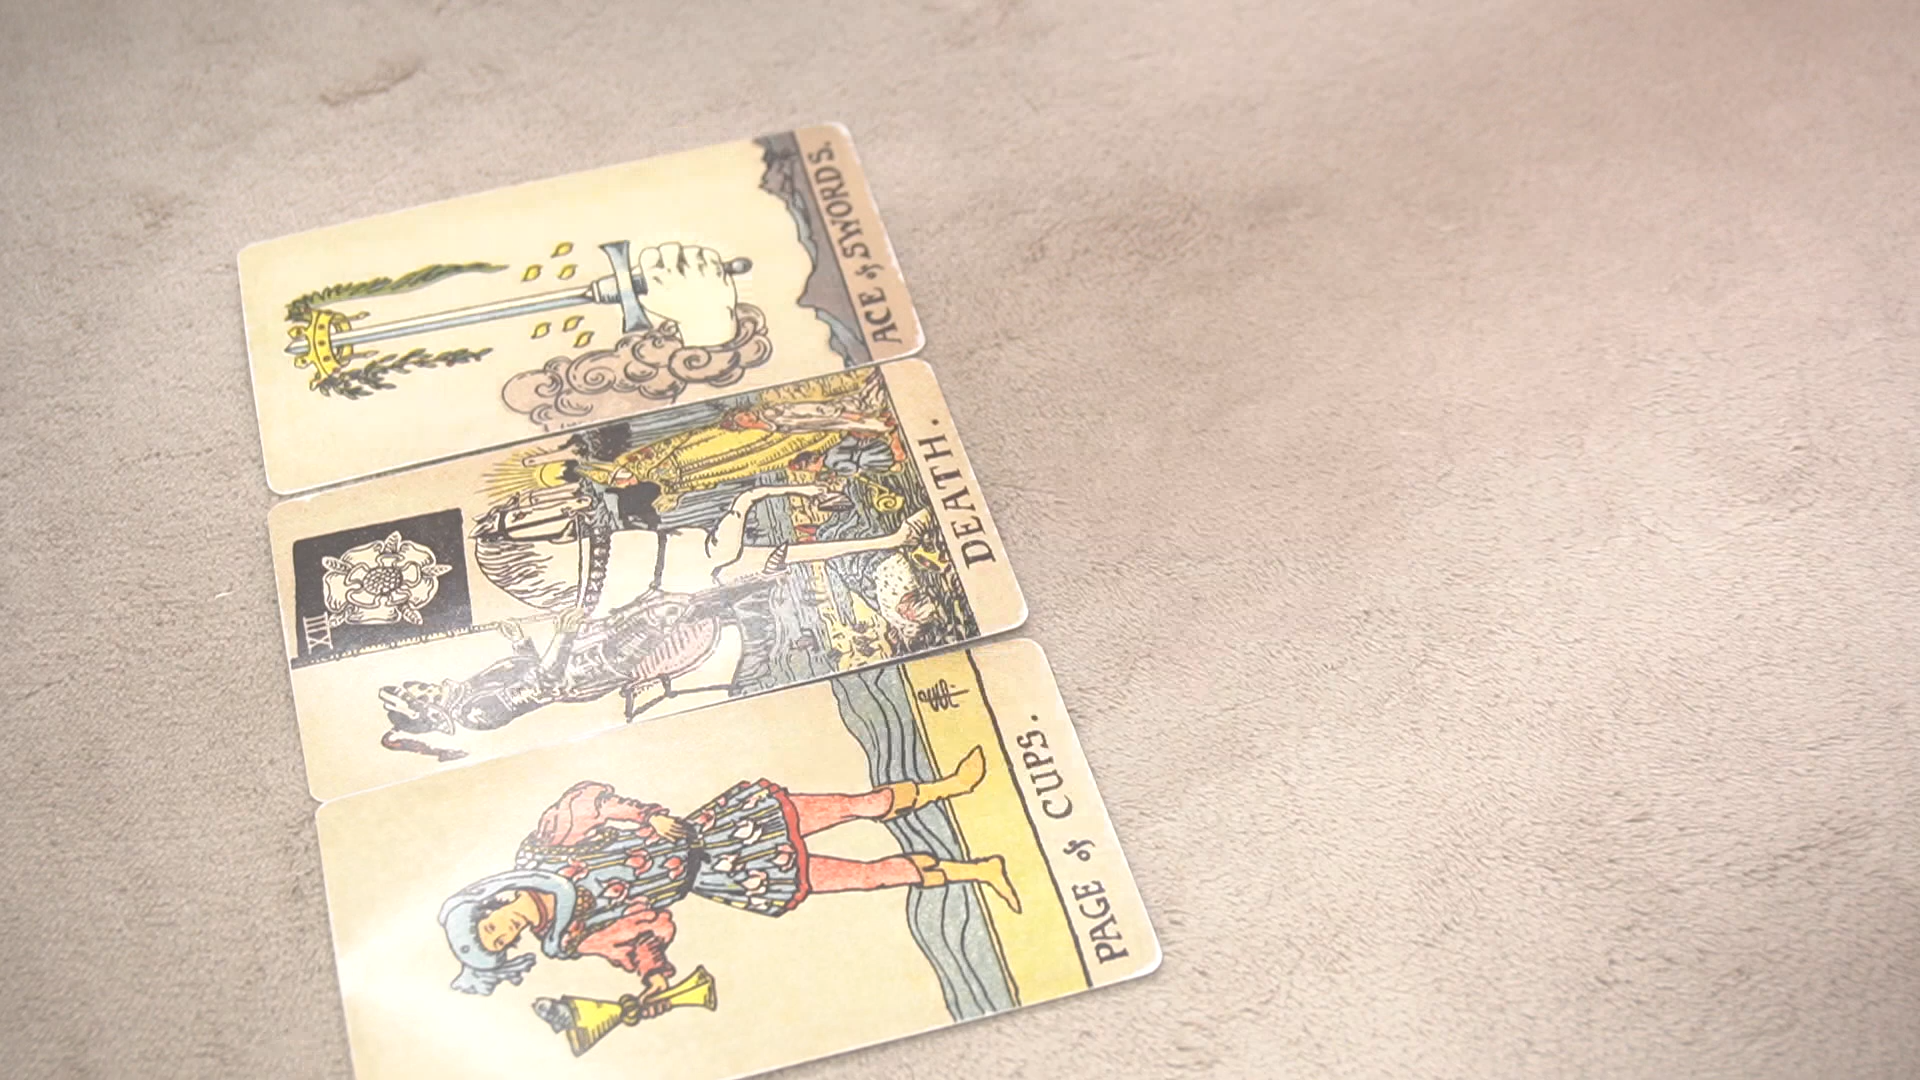 ACE of SWORDS.
XIII
DEATH.
PAGE of CUPS.